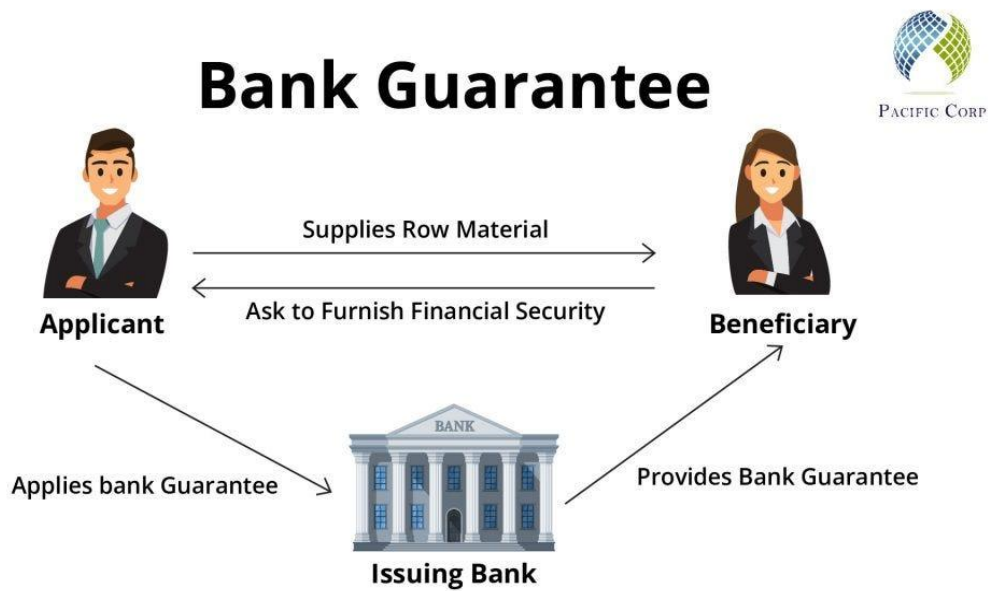 Bank Guarantee
PACIFIC CORP
Supplies Row Material
Ask to Furnish Financial Security
Applicant
Beneficiary
BANK
Applies bank Guarantee
Provides Bank Guarantee
Issuing Bank